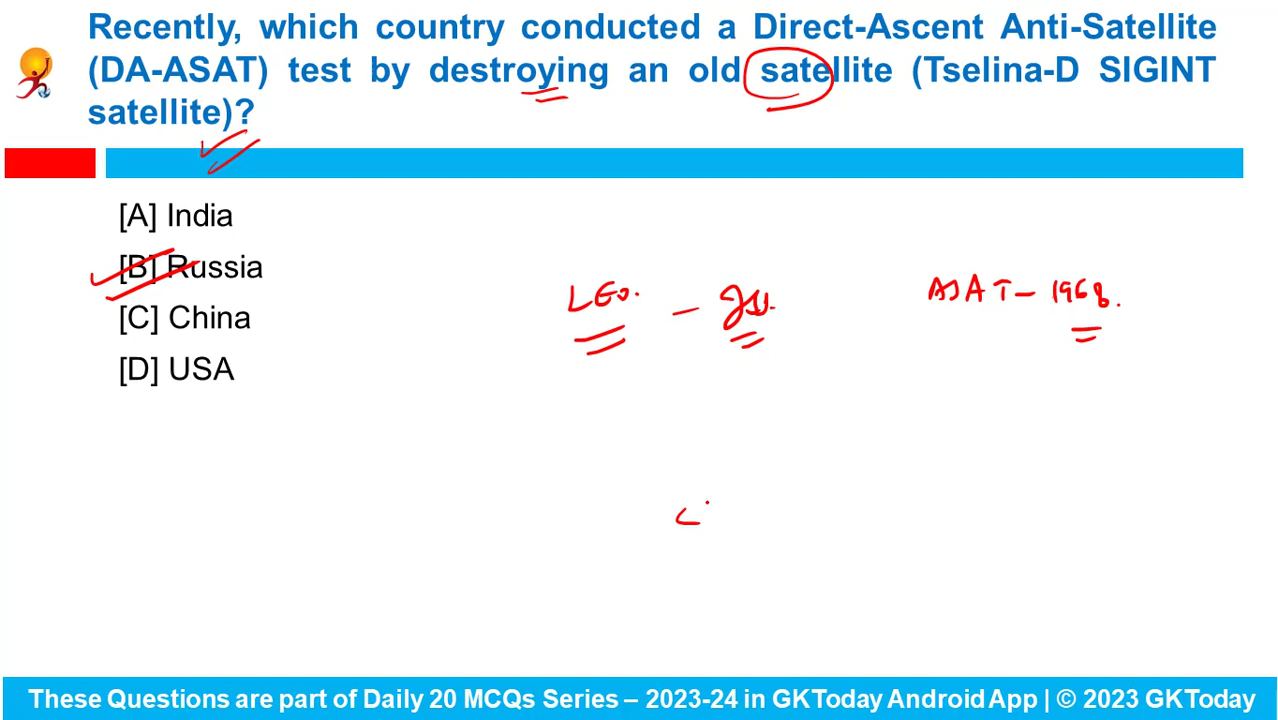 Recently, which country conducted a Direct-Ascent Anti-Satellite
(DA-ASAT) test by destroying an old satellite (Tselina-D SIGINT
satellite)?
[A] India
[B] Russia
LEO. –
ASAT – 1968.
[C] China
[D] USA
These Questions are part of Daily 20 MCQs Series – 2023-24 in GKToday Android App | © 2023 GKToday